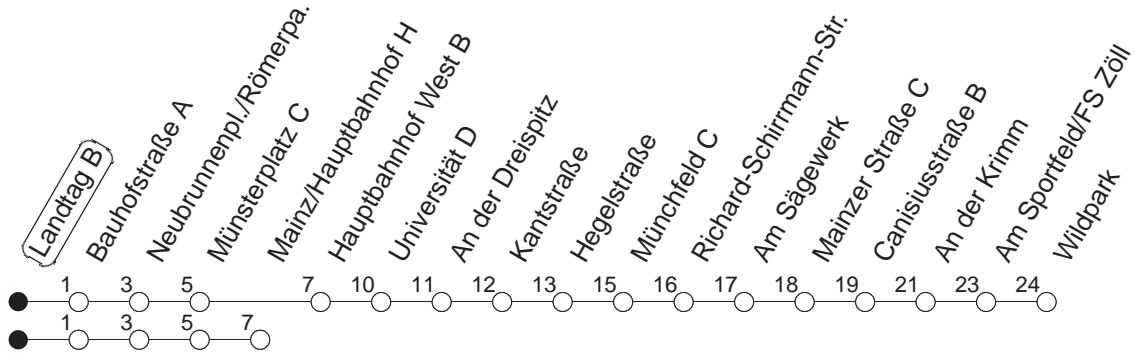 Landtag B
Bauhofstraße A
Neubrunnenpl./Römerpa.
Münsterplatz C
Mainz/Hauptbahnhof H
Hauptbahnhof West B
Universität D
An der Dreispitz
Kantstraße
Hegelstraße
Münchfeld C
Richard-Schirrmann-Str.
Am Sägewerk
Mainzer Straße C
Canisiusstraße B
An der Krimm
Am Sportfeld/FS Zöll
Wildpark
1 3 5 7 10 11 12 13 15 16 17 18 19 21 23 24
1 3 5 7